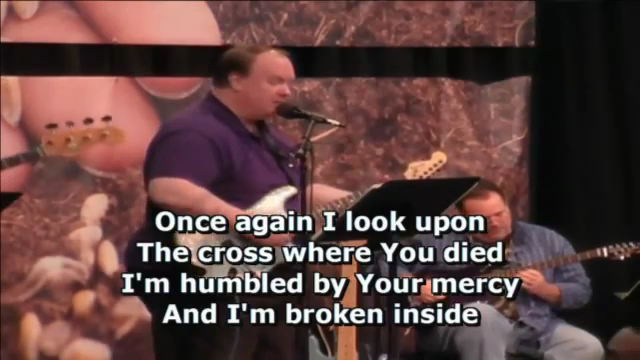 Once again I look upon
The cross where You died
I'm humbled by Your mercy
And I'm broken inside